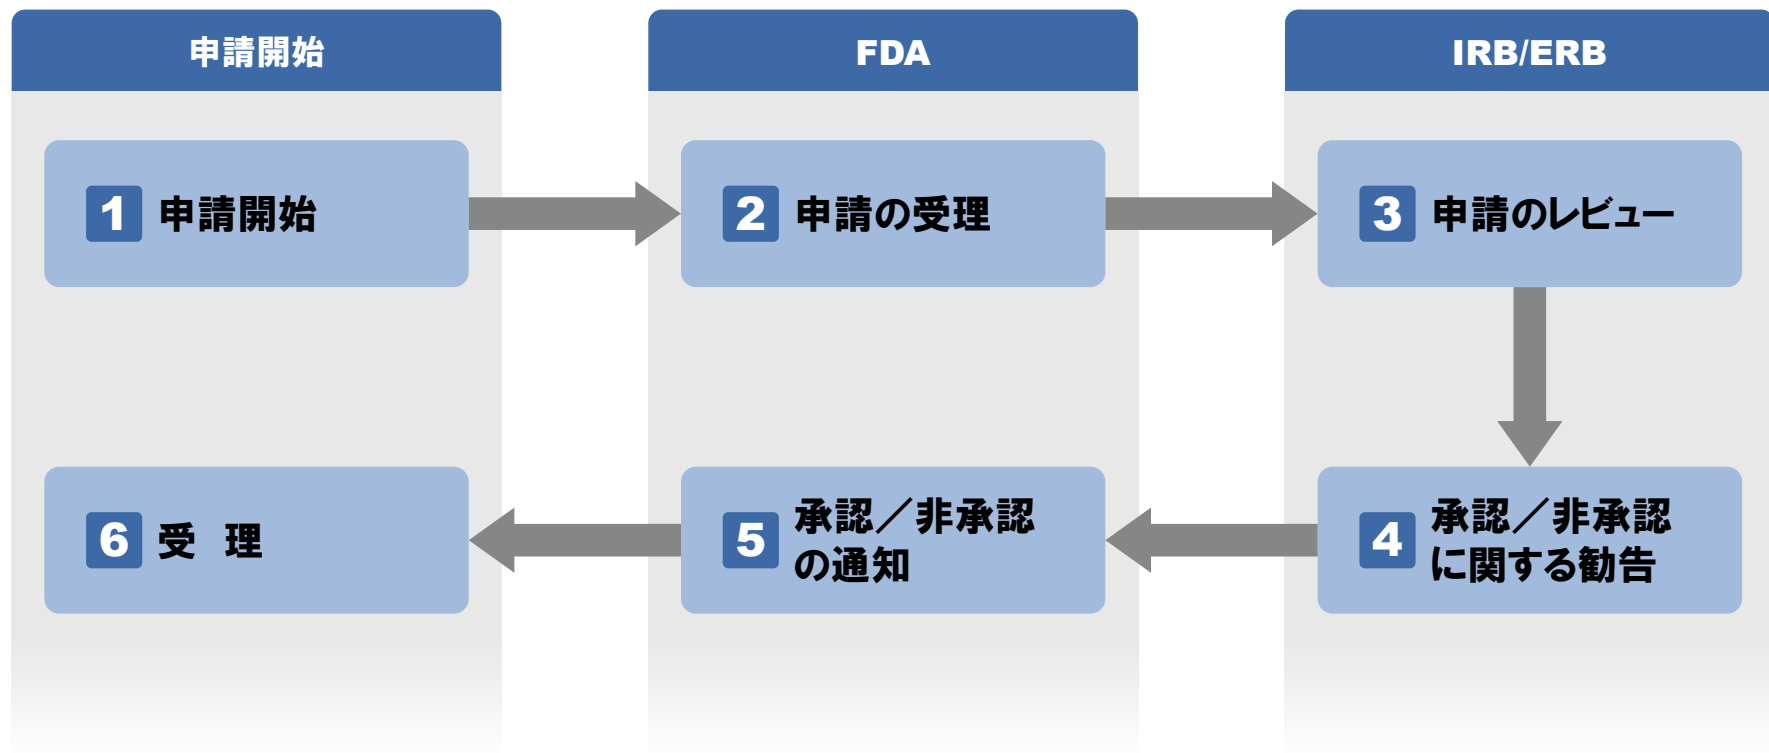 申請開始
FDA
IRB/ERB
1 申請開始
2 申請の受理
3 申請のレビュー
4 承認／非承認
に関する勧告
5 承認／非承認
の通知
6 受　理